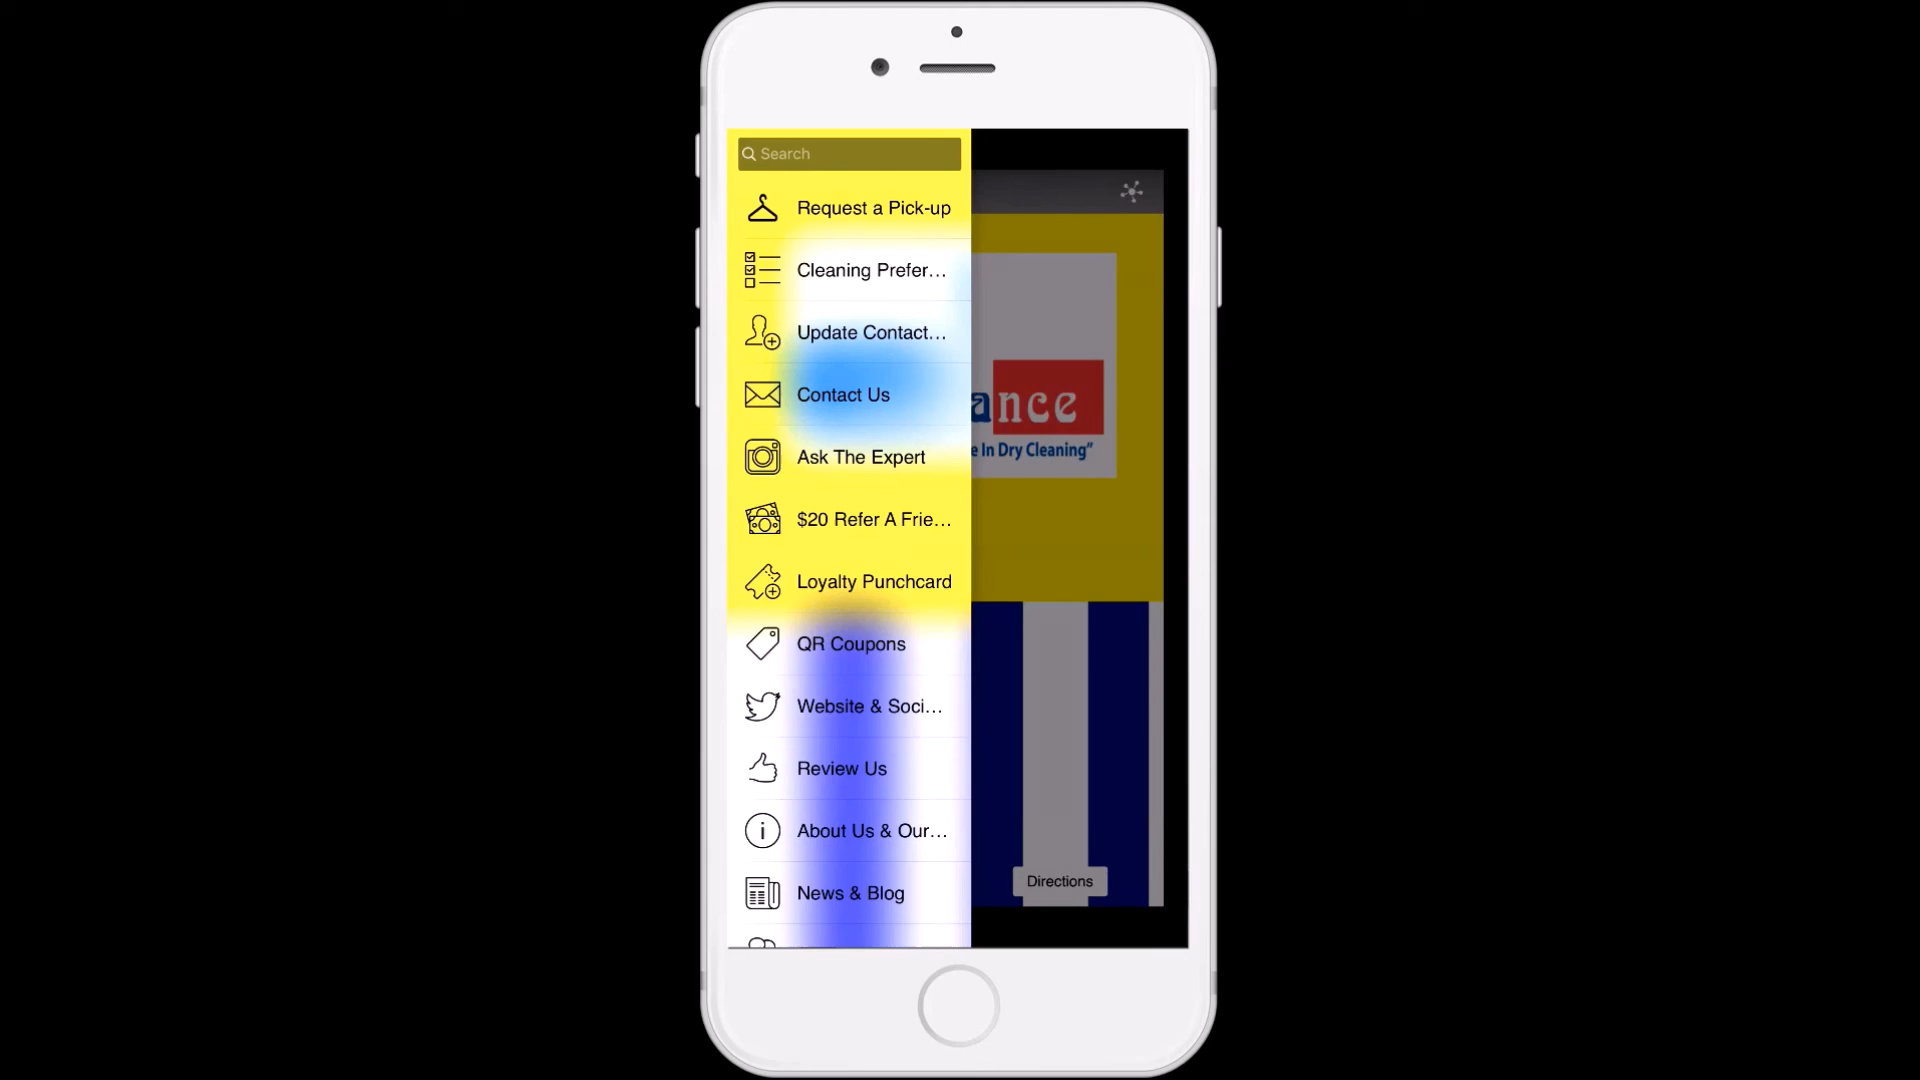 Search
Request a Pick-up
Cleaning Prefer...
Update Contact...
Contact Us
Ask The Expert
$20 Refer A Frie...
Loyalty Punchcard
QR Coupons
Website & Soci...
Review Us
About Us & Our...
News & Blog
ance
e In Dry Cleaning”
Directions